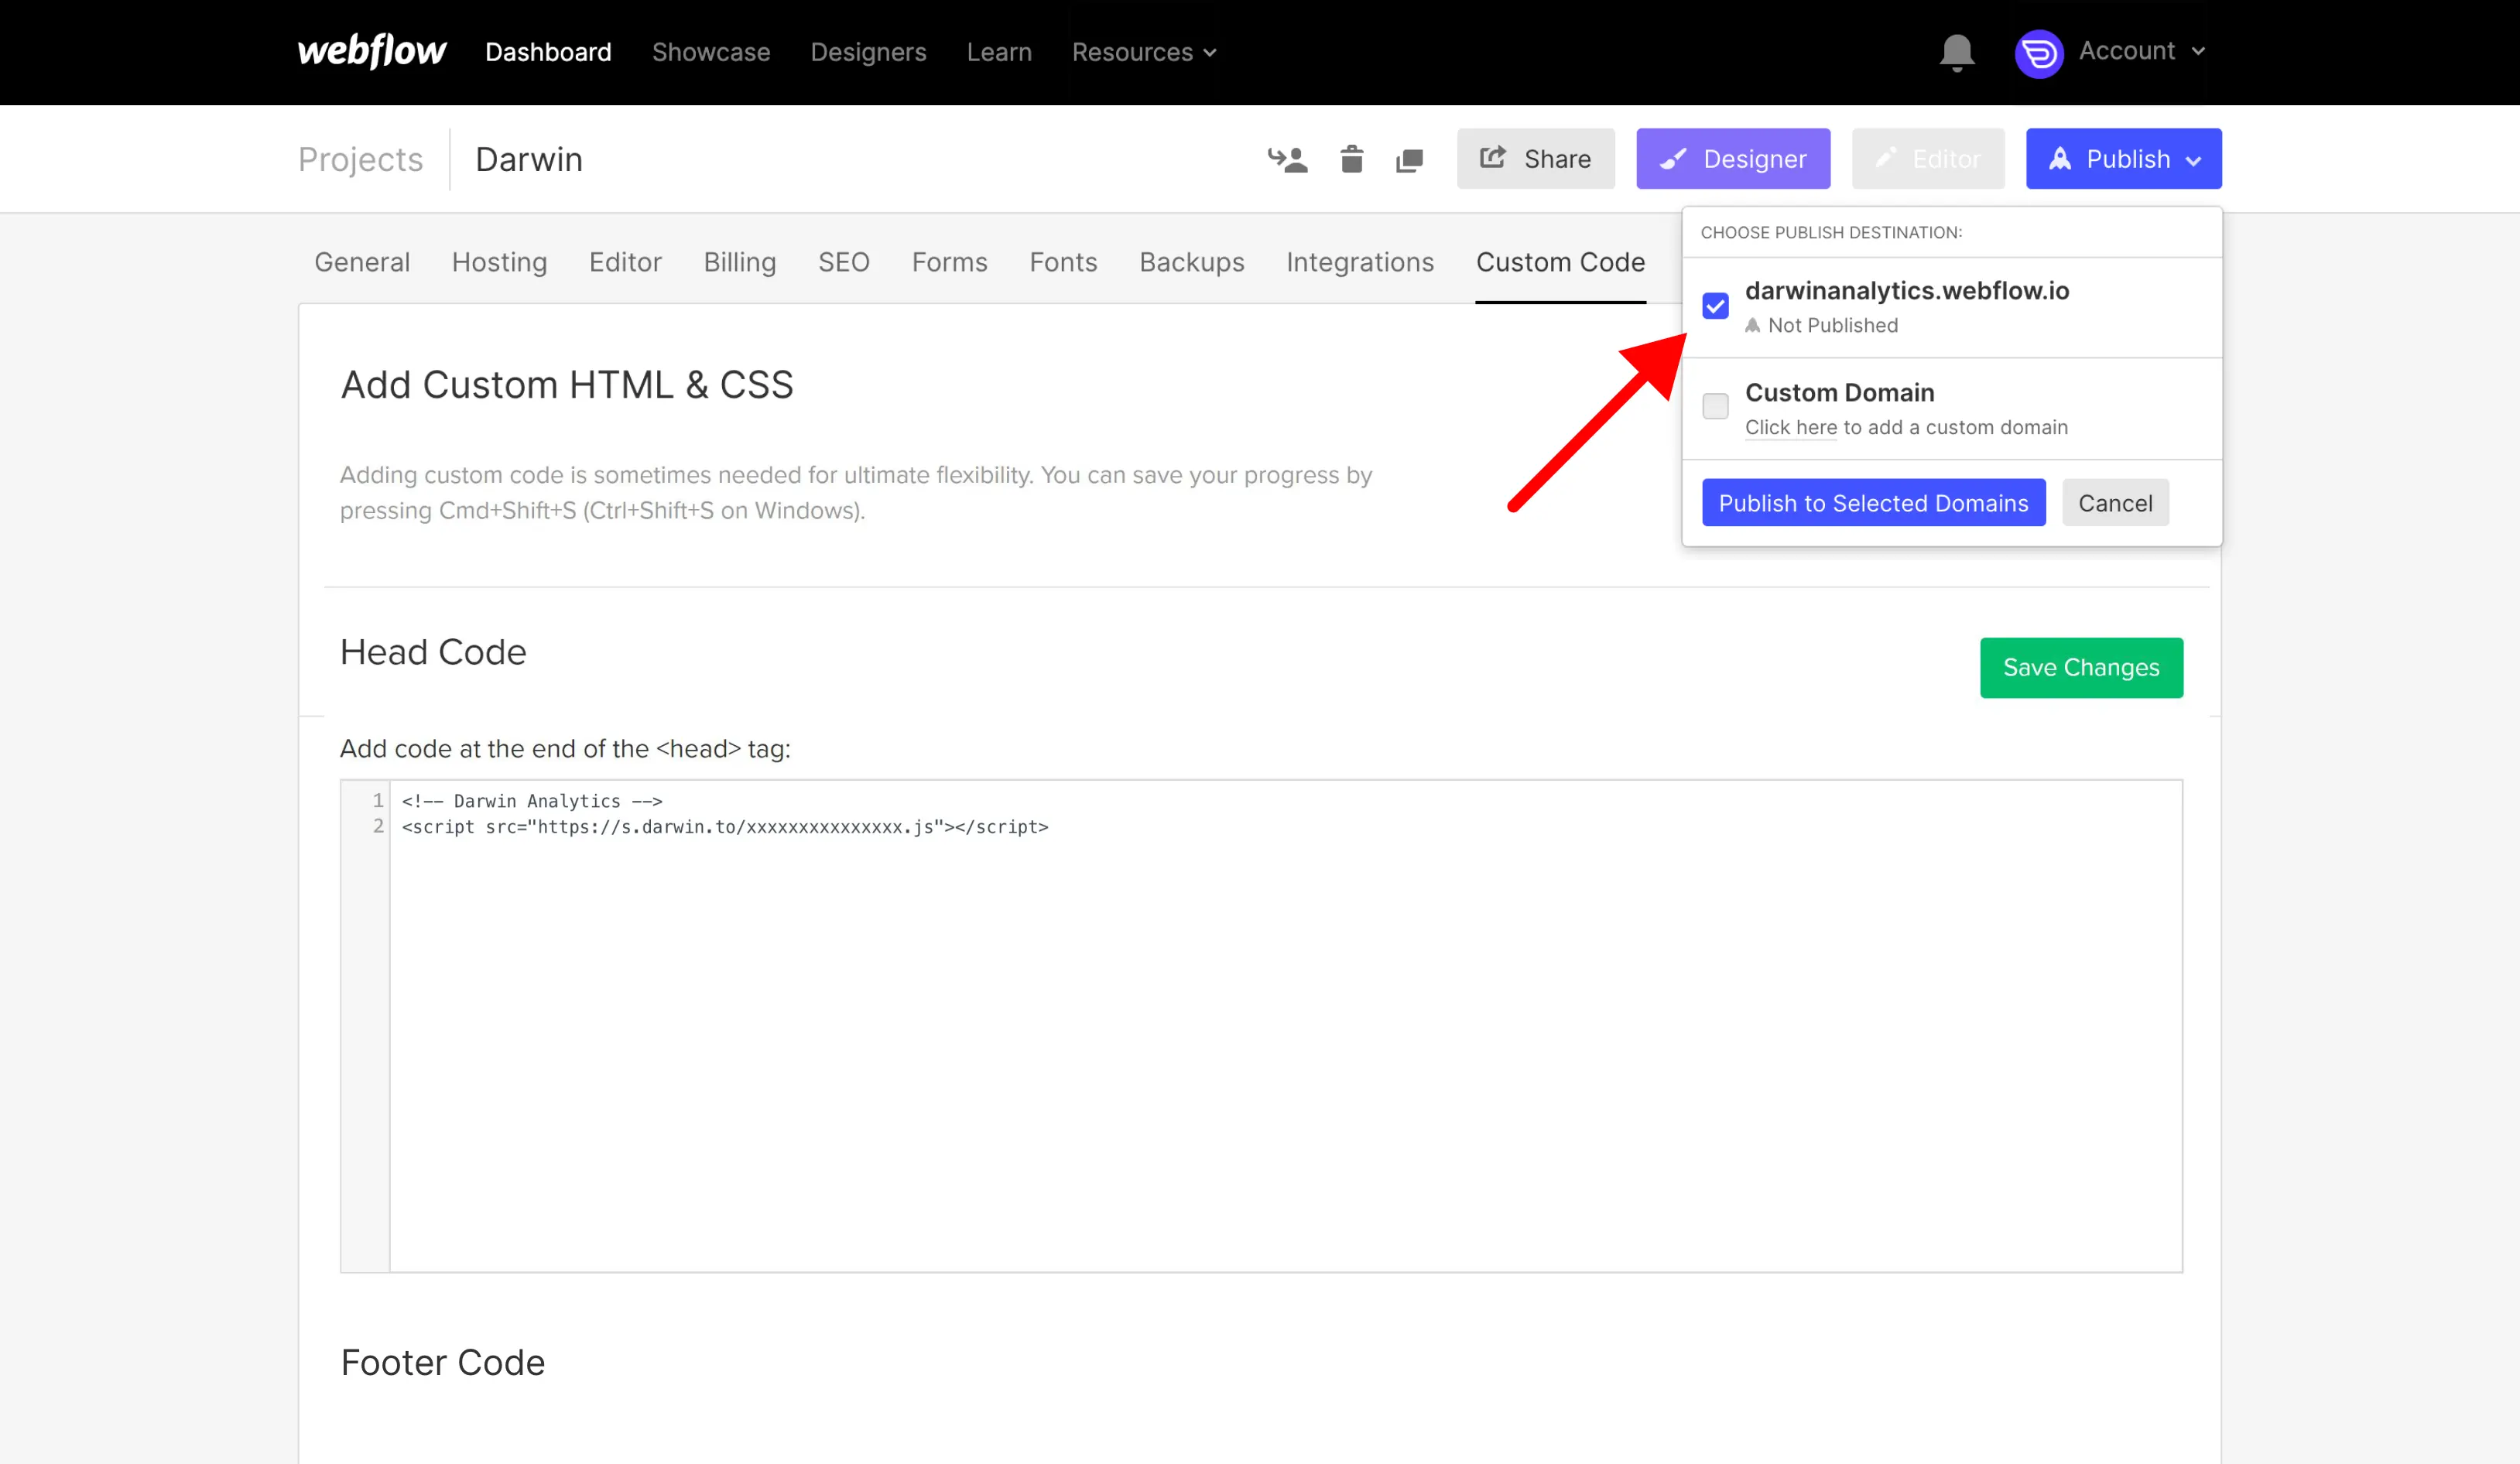 webflow Dashboard Showcase Designers Learn Resources Account
Projects Darwin Share Designer Editor Publish
CHOOSE PUBLISH DESTINATION:
General Hosting Editor Billing SEO Forms Fonts Backups Integrations Custom Code
darwinanalytics.webflow.io
Not Published
Custom Domain
Click here to add a custom domain
Publish to Selected Domains Cancel
Add Custom HTML & CSS
Adding custom code is sometimes needed for ultimate flexibility. You can save your progress by
pressing Cmd+Shift+S (Ctrl+Shift+S on Windows).
Head Code
Save Changes
Add code at the end of the <head> tag:
1 <!-- Darwin Analytics -->
2 <script src="https://s.darwin.to/xxxxxxxxxxxxxxx.js"></script>
Footer Code